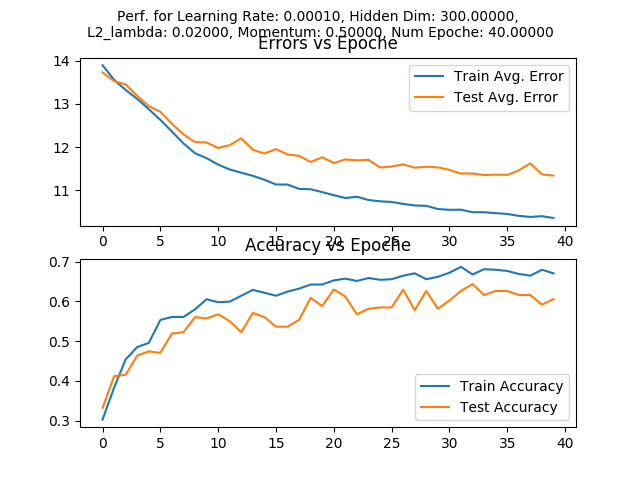 Perf. for Learning Rate: 0.00010, Hidden Dim: 300.00000,
L2_lambda: 0.02000, Momentum: 0.50000, Num Epoche: 40.00000
Errors vs Epoche
14
13
12
11
Train Avg. Error
Test Avg. Error
0 5 10 15 20 25 30 35 40
Accuracy vs Epoche
0.7
0.6
0.5
0.4
0.3
Train Accuracy
Test Accuracy
0 5 10 15 20 25 30 35 40